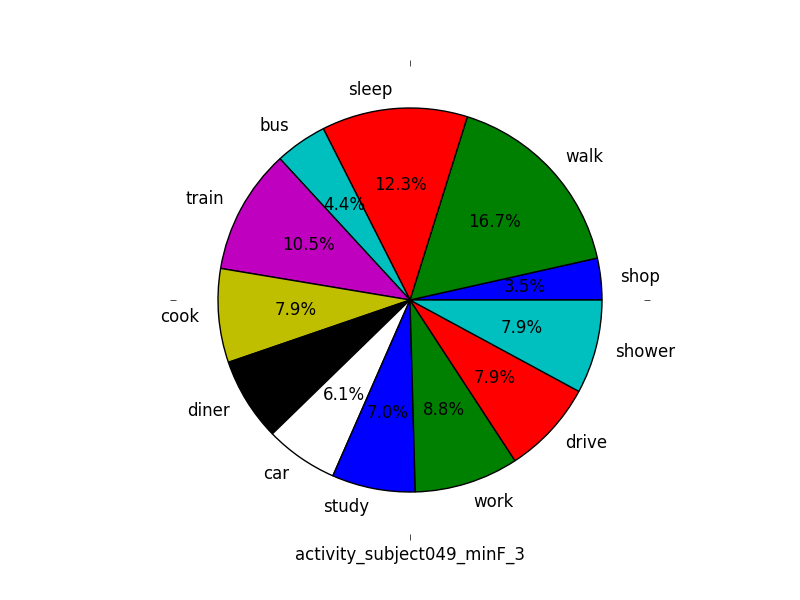 sleep
bus
walk
train
12.3%
4.4%
16.7%
10.5%
shop
3.5%
cook
7.9%
7.9%
shower
7.9%
diner
6.1%
7.0%
8.8%
drive
car
study
work
activity_subject049_minF_3